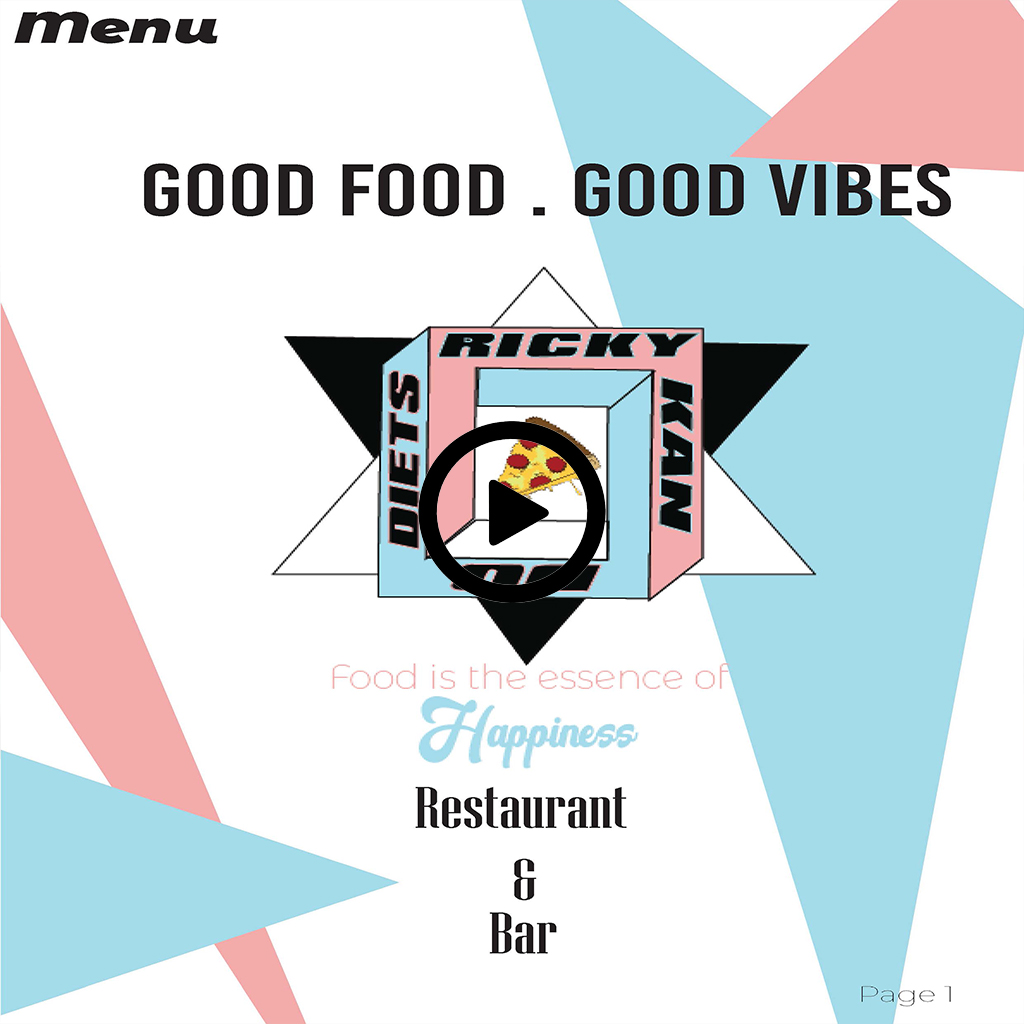 Menu
GOOD FOOD . GOOD VIBES
RICKY
KAN
DIETS
Food is the essence of
Happiness
Restaurant
&
Bar
Page 1